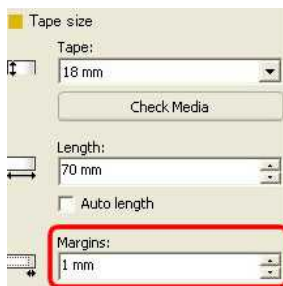 Tape size
Tape:
18 mm
Check Media
Length:
70 mm
Auto length
Margins:
1 mm